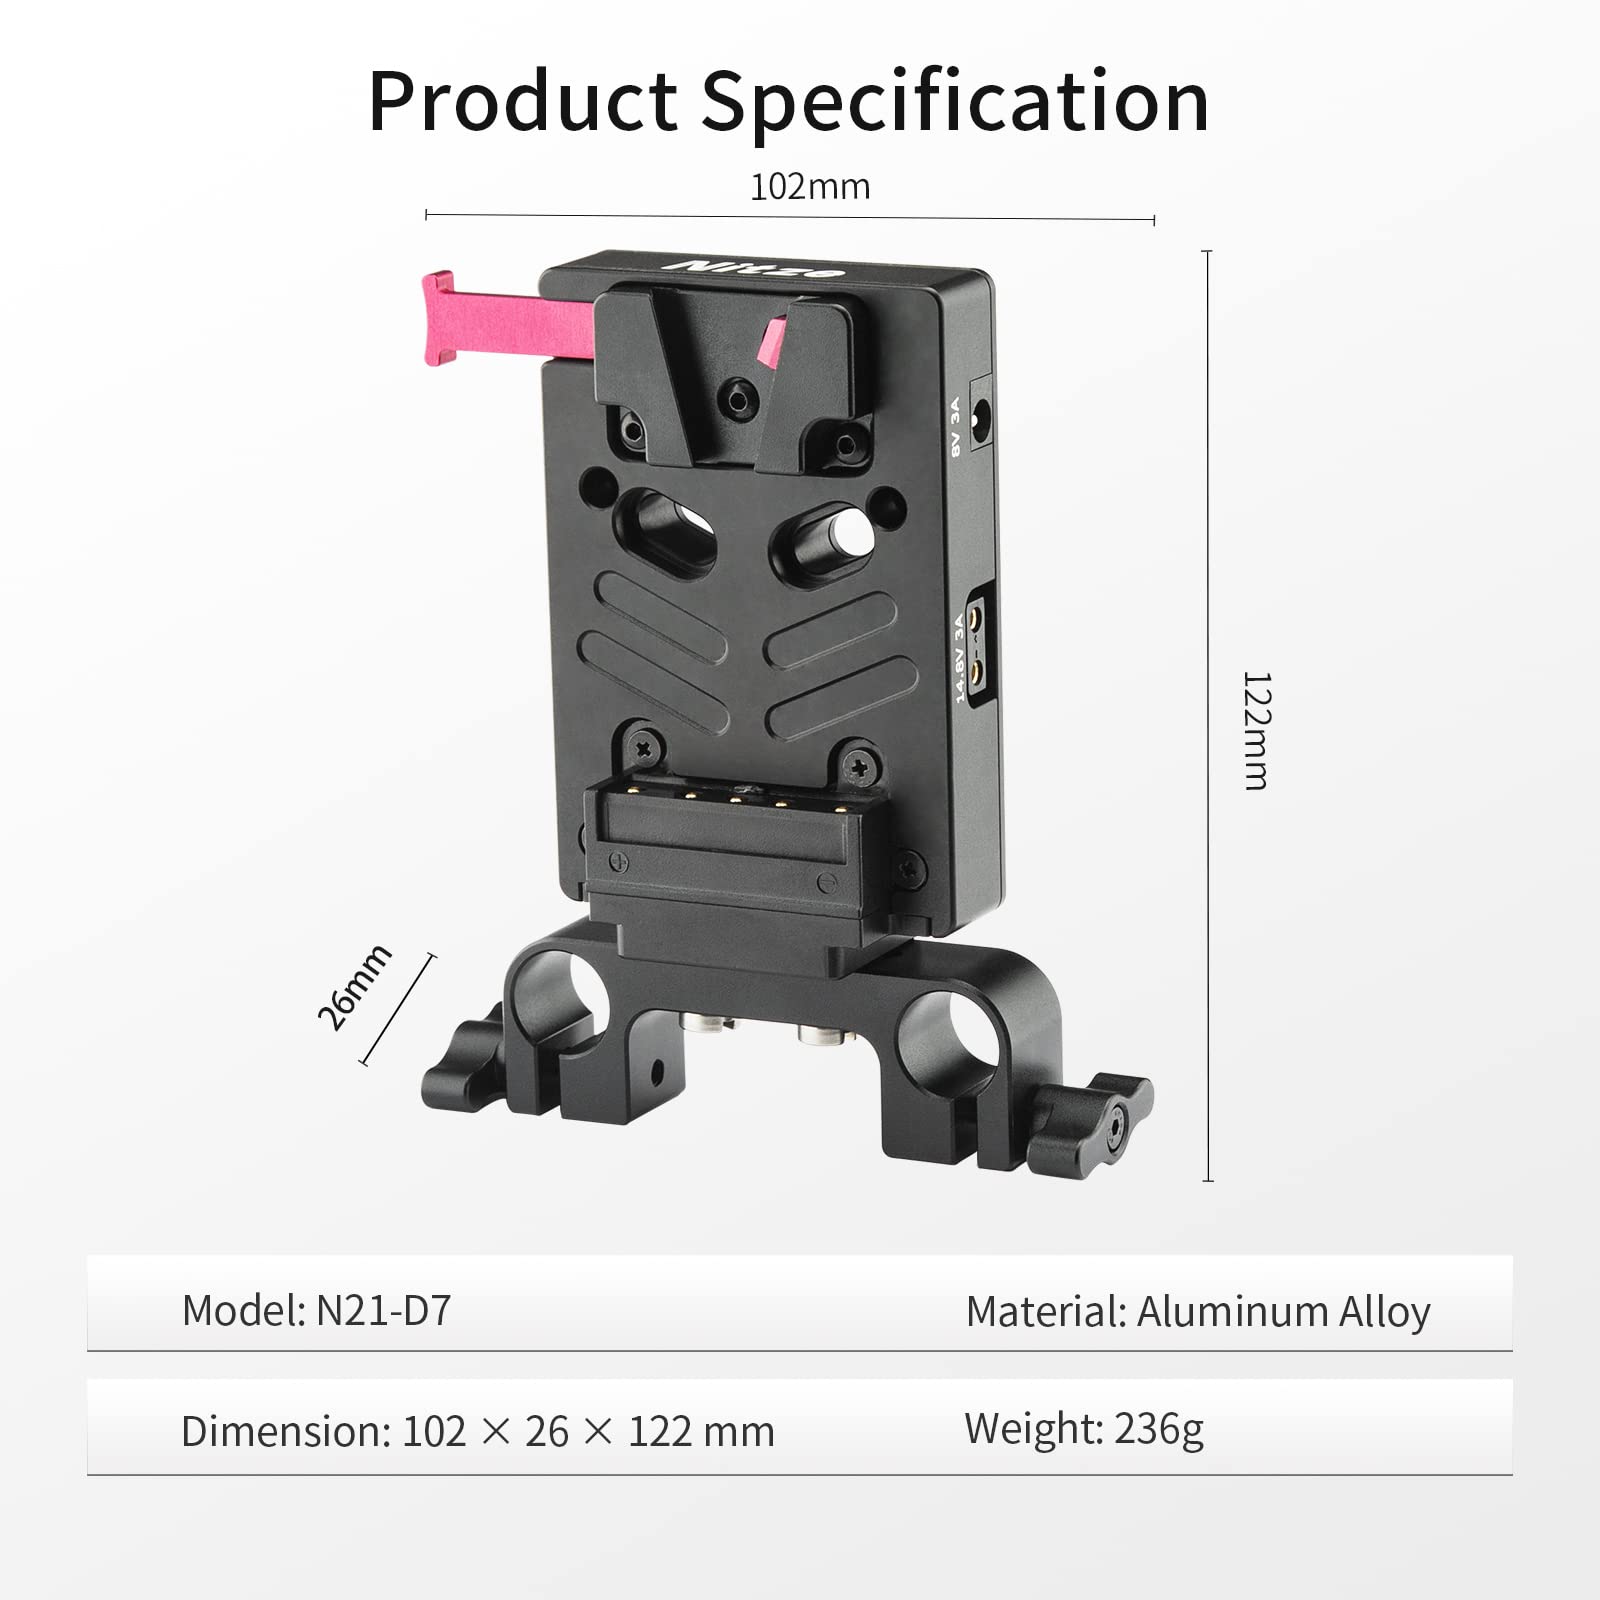 Product Specification
102mm
Nitze
8V 3A
14.8V 3A
122mm
26mm
Model: N21-D7
Material: Aluminum Alloy
Dimension: 102 × 26 × 122 mm
Weight: 236g